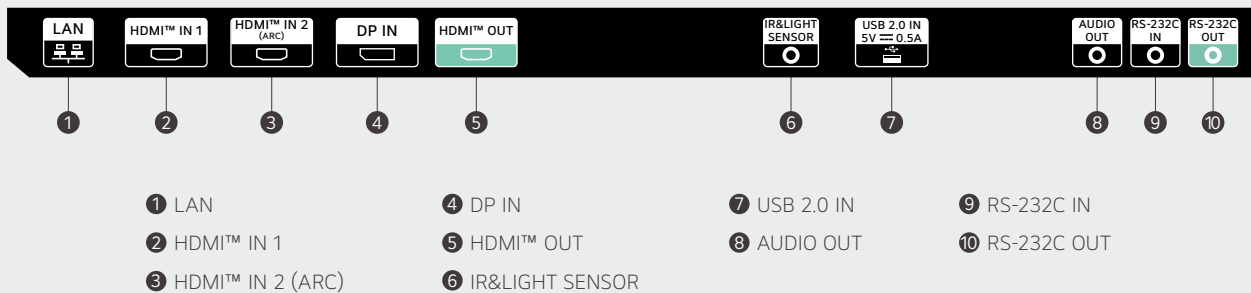 LAN
HDMI™ IN 1
HDMI™ IN 2
(ARC)
DP IN
HDMI™ OUT
IR&LIGHT
SENSOR
USB 2.0 IN
5V ⎓ 0.5A
AUDIO
OUT
RS-232C
IN
RS-232C
OUT
1
2
3
4
5
6
7
8
9
10
1 LAN
2 HDMI™ IN 1
3 HDMI™ IN 2 (ARC)
4 DP IN
5 HDMI™ OUT
6 IR&LIGHT SENSOR
7 USB 2.0 IN
8 AUDIO OUT
9 RS-232C IN
10 RS-232C OUT